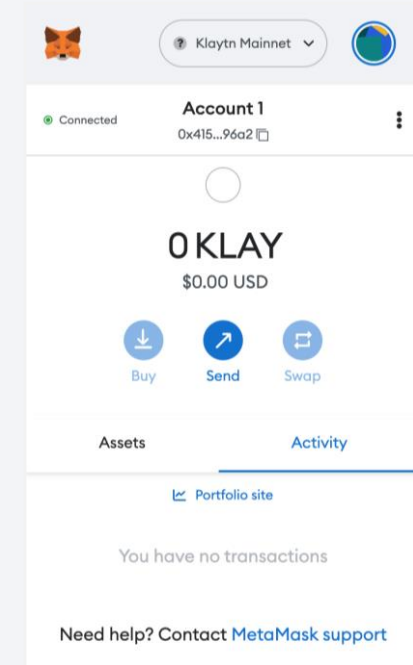 ? Klaytn Mainnet
Connected
Account 1
0x415...96a2
0 KLAY
$0.00 USD
Buy Send Swap
Assets Activity
Portfolio site
You have no transactions
Need help? Contact MetaMask support